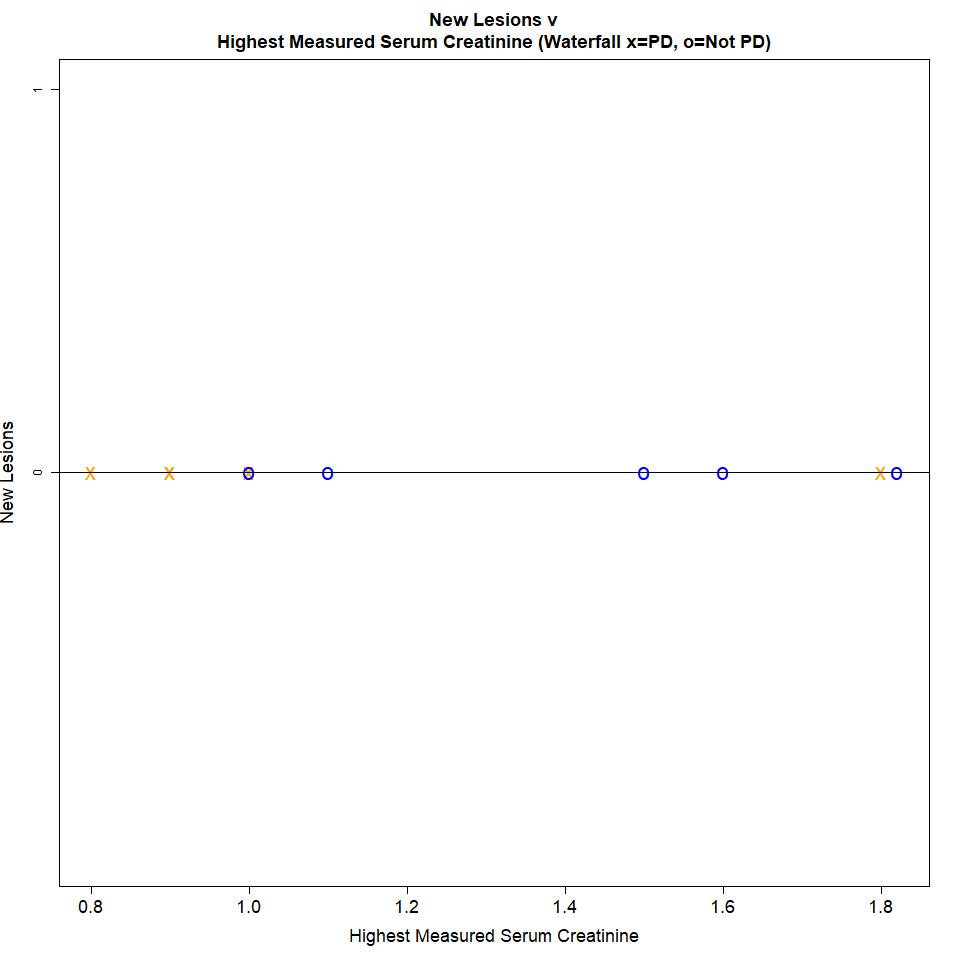 New Lesions v
Highest Measured Serum Creatinine (Waterfall x=PD, o=Not PD)
1
0
New Lesions
x x x o o o o x o
0.8 1.0 1.2 1.4 1.6 1.8
Highest Measured Serum Creatinine